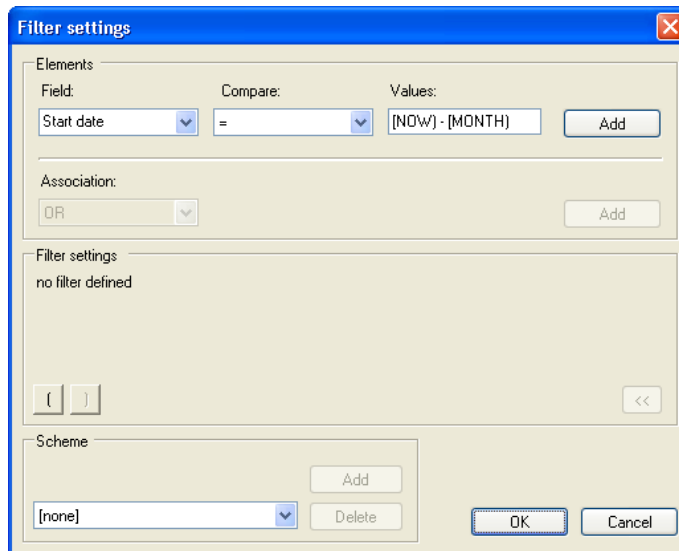 Filter settings
Elements
Field: Compare: Values:
Start date = (NOW) - (MONTH) Add
Association:
OR Add
Filter settings
no filter defined
( ) <<
Scheme
Add
[none] Delete OK Cancel